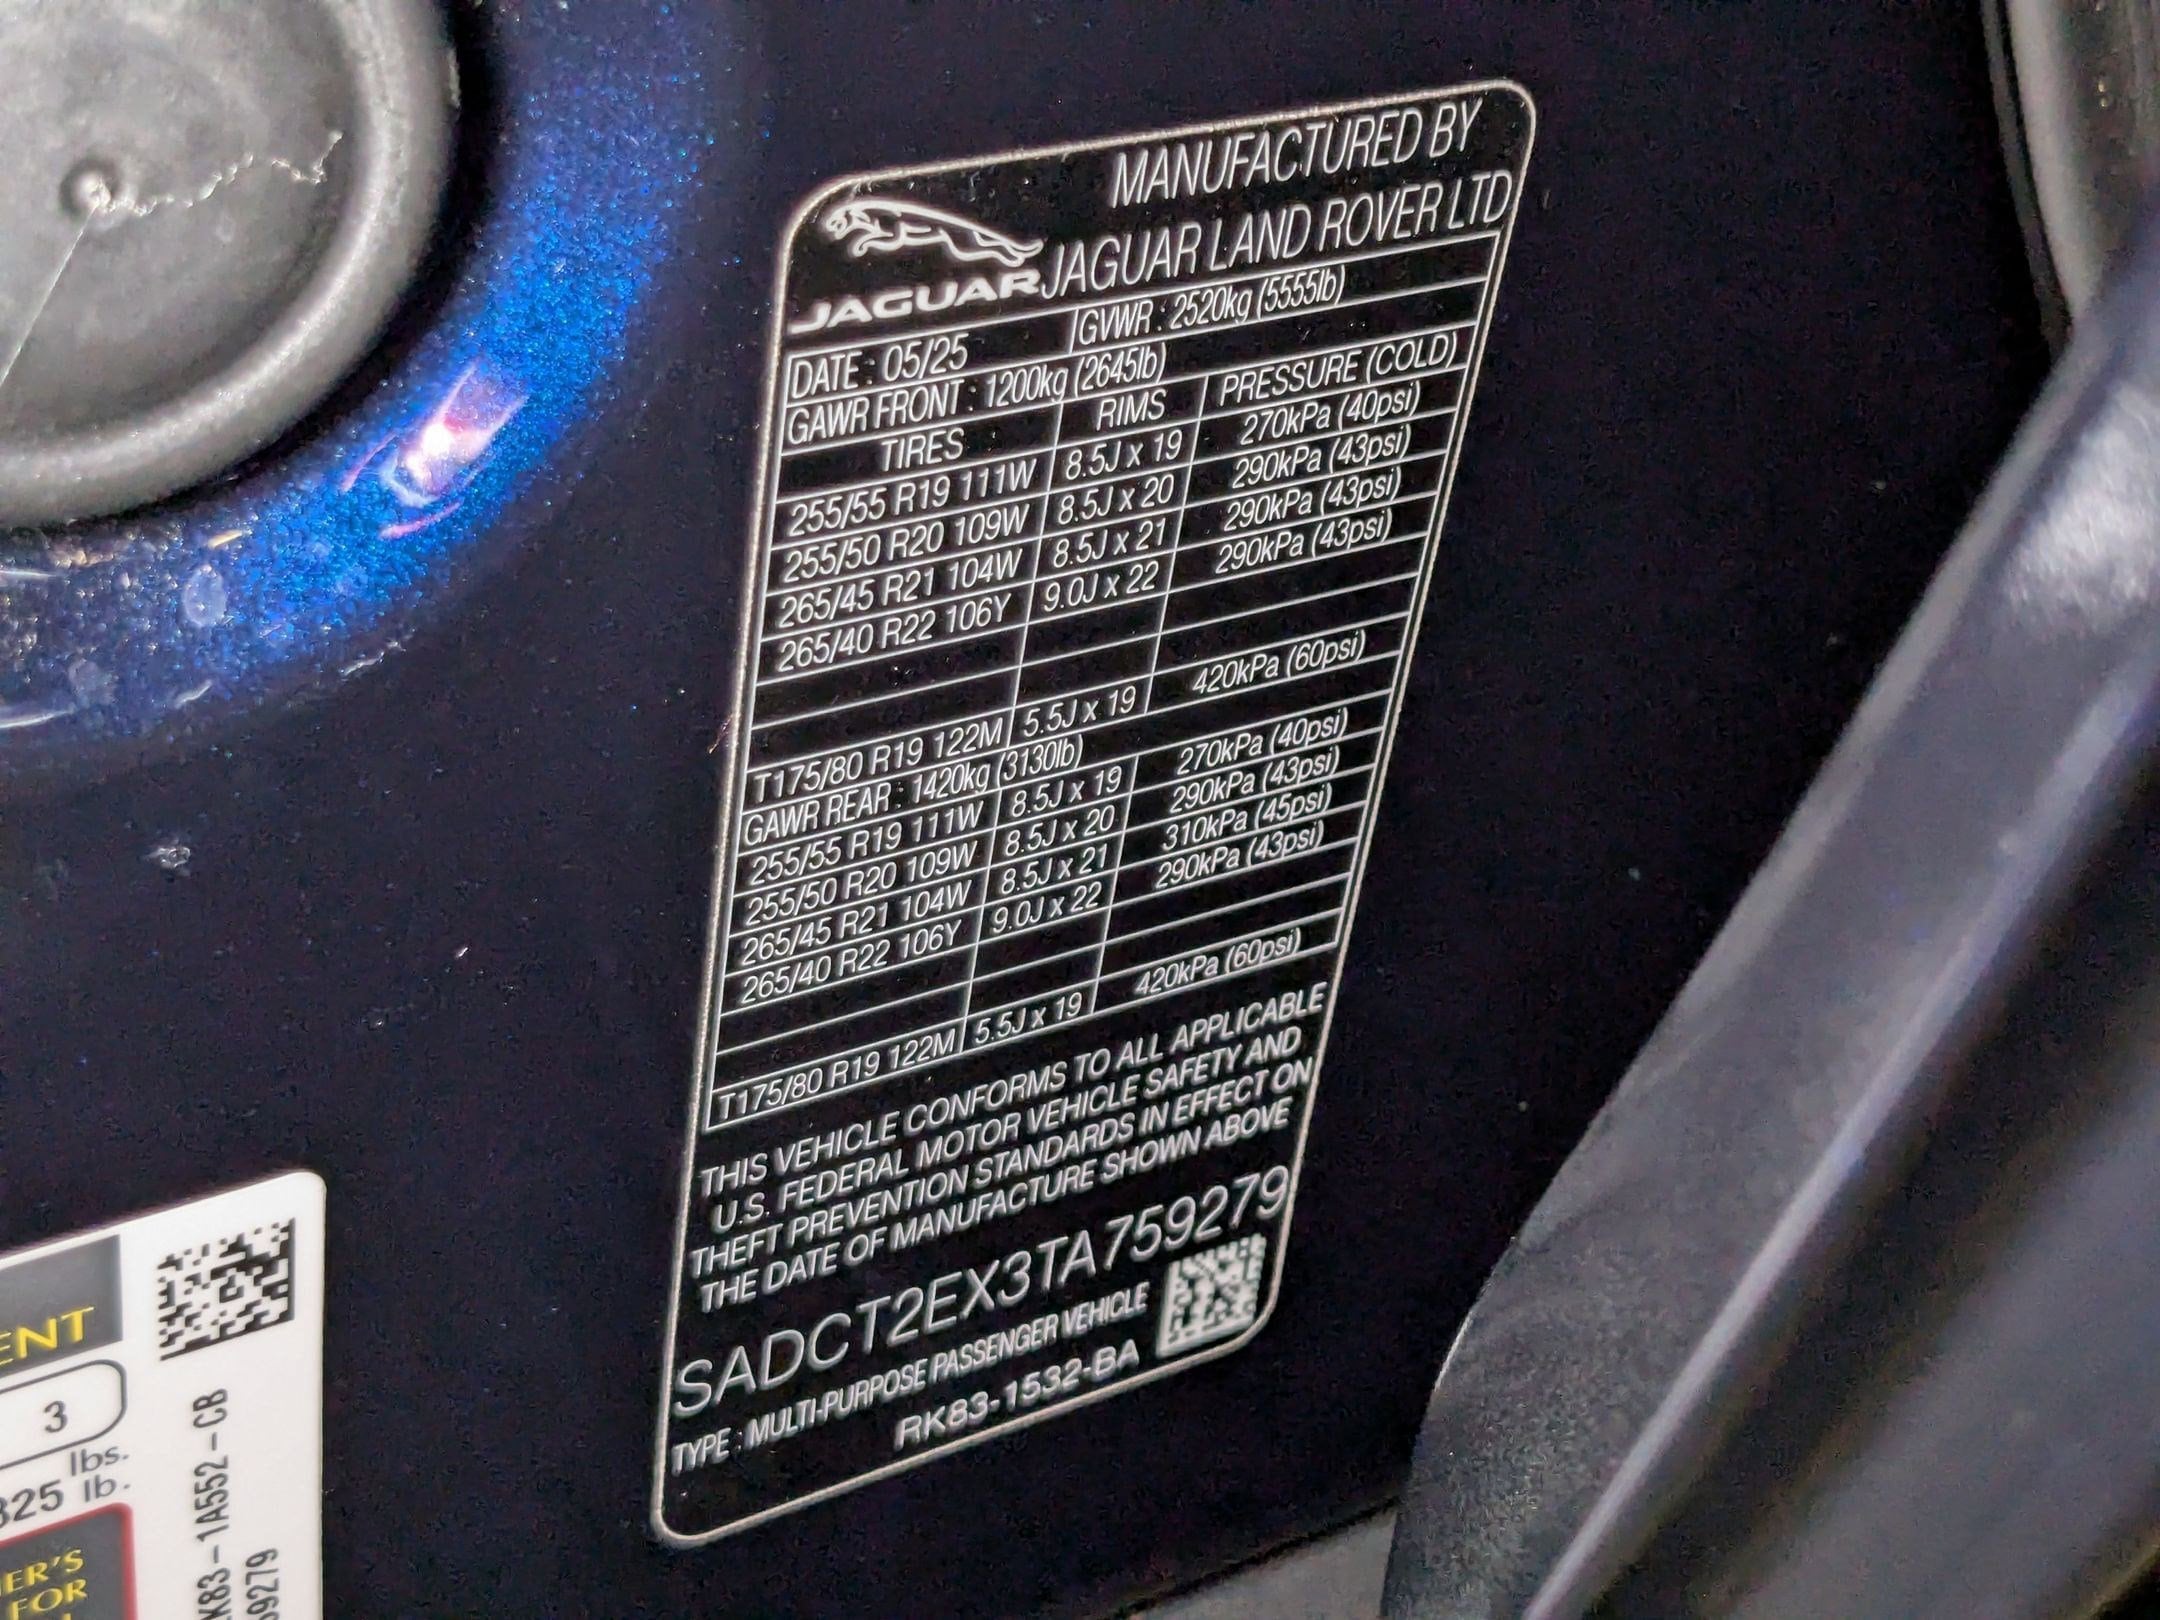 MANUFACTURED BY
JAGUAR JAGUAR LAND ROVER LTD
DATE : 05/25 GVWR : 2520kg (5555lb)
GAWR FRONT : 1200kg (2645lb)
TIRES RIMS PRESSURE (COLD)
255/55 R19 111W 8.5J x 19 270kPa (40psi)
255/50 R20 109W 8.5J x 20 290kPa (43psi)
265/45 R21 104W 8.5J x 21 290kPa (43psi)
265/40 R22 106Y 9.0J x 22 290kPa (43psi)
T175/80 R19 122M 5.5J x 19 420kPa (60psi)
GAWR REAR : 1420kg (3130lb)
255/55 R19 111W 8.5J x 19 270kPa (40psi)
255/50 R20 109W 8.5J x 20 290kPa (43psi)
265/45 R21 104W 8.5J x 21 310kPa (45psi)
265/40 R22 106Y 9.0J x 22 290kPa (43psi)
T175/80 R19 122M 5.5J x 19 420kPa (60psi)
THIS VEHICLE CONFORMS TO ALL APPLICABLE
U.S. FEDERAL MOTOR VEHICLE SAFETY AND
THEFT PREVENTION STANDARDS IN EFFECT ON
THE DATE OF MANUFACTURE SHOWN ABOVE
SADCT2EX3TA759279
TYPE : MULTI-PURPOSE PASSENGER VEHICLE
RK83-1532-BA
ENT
3
lbs.
825 lb.
ER'S
FOR
K83-1A552-CB
59279